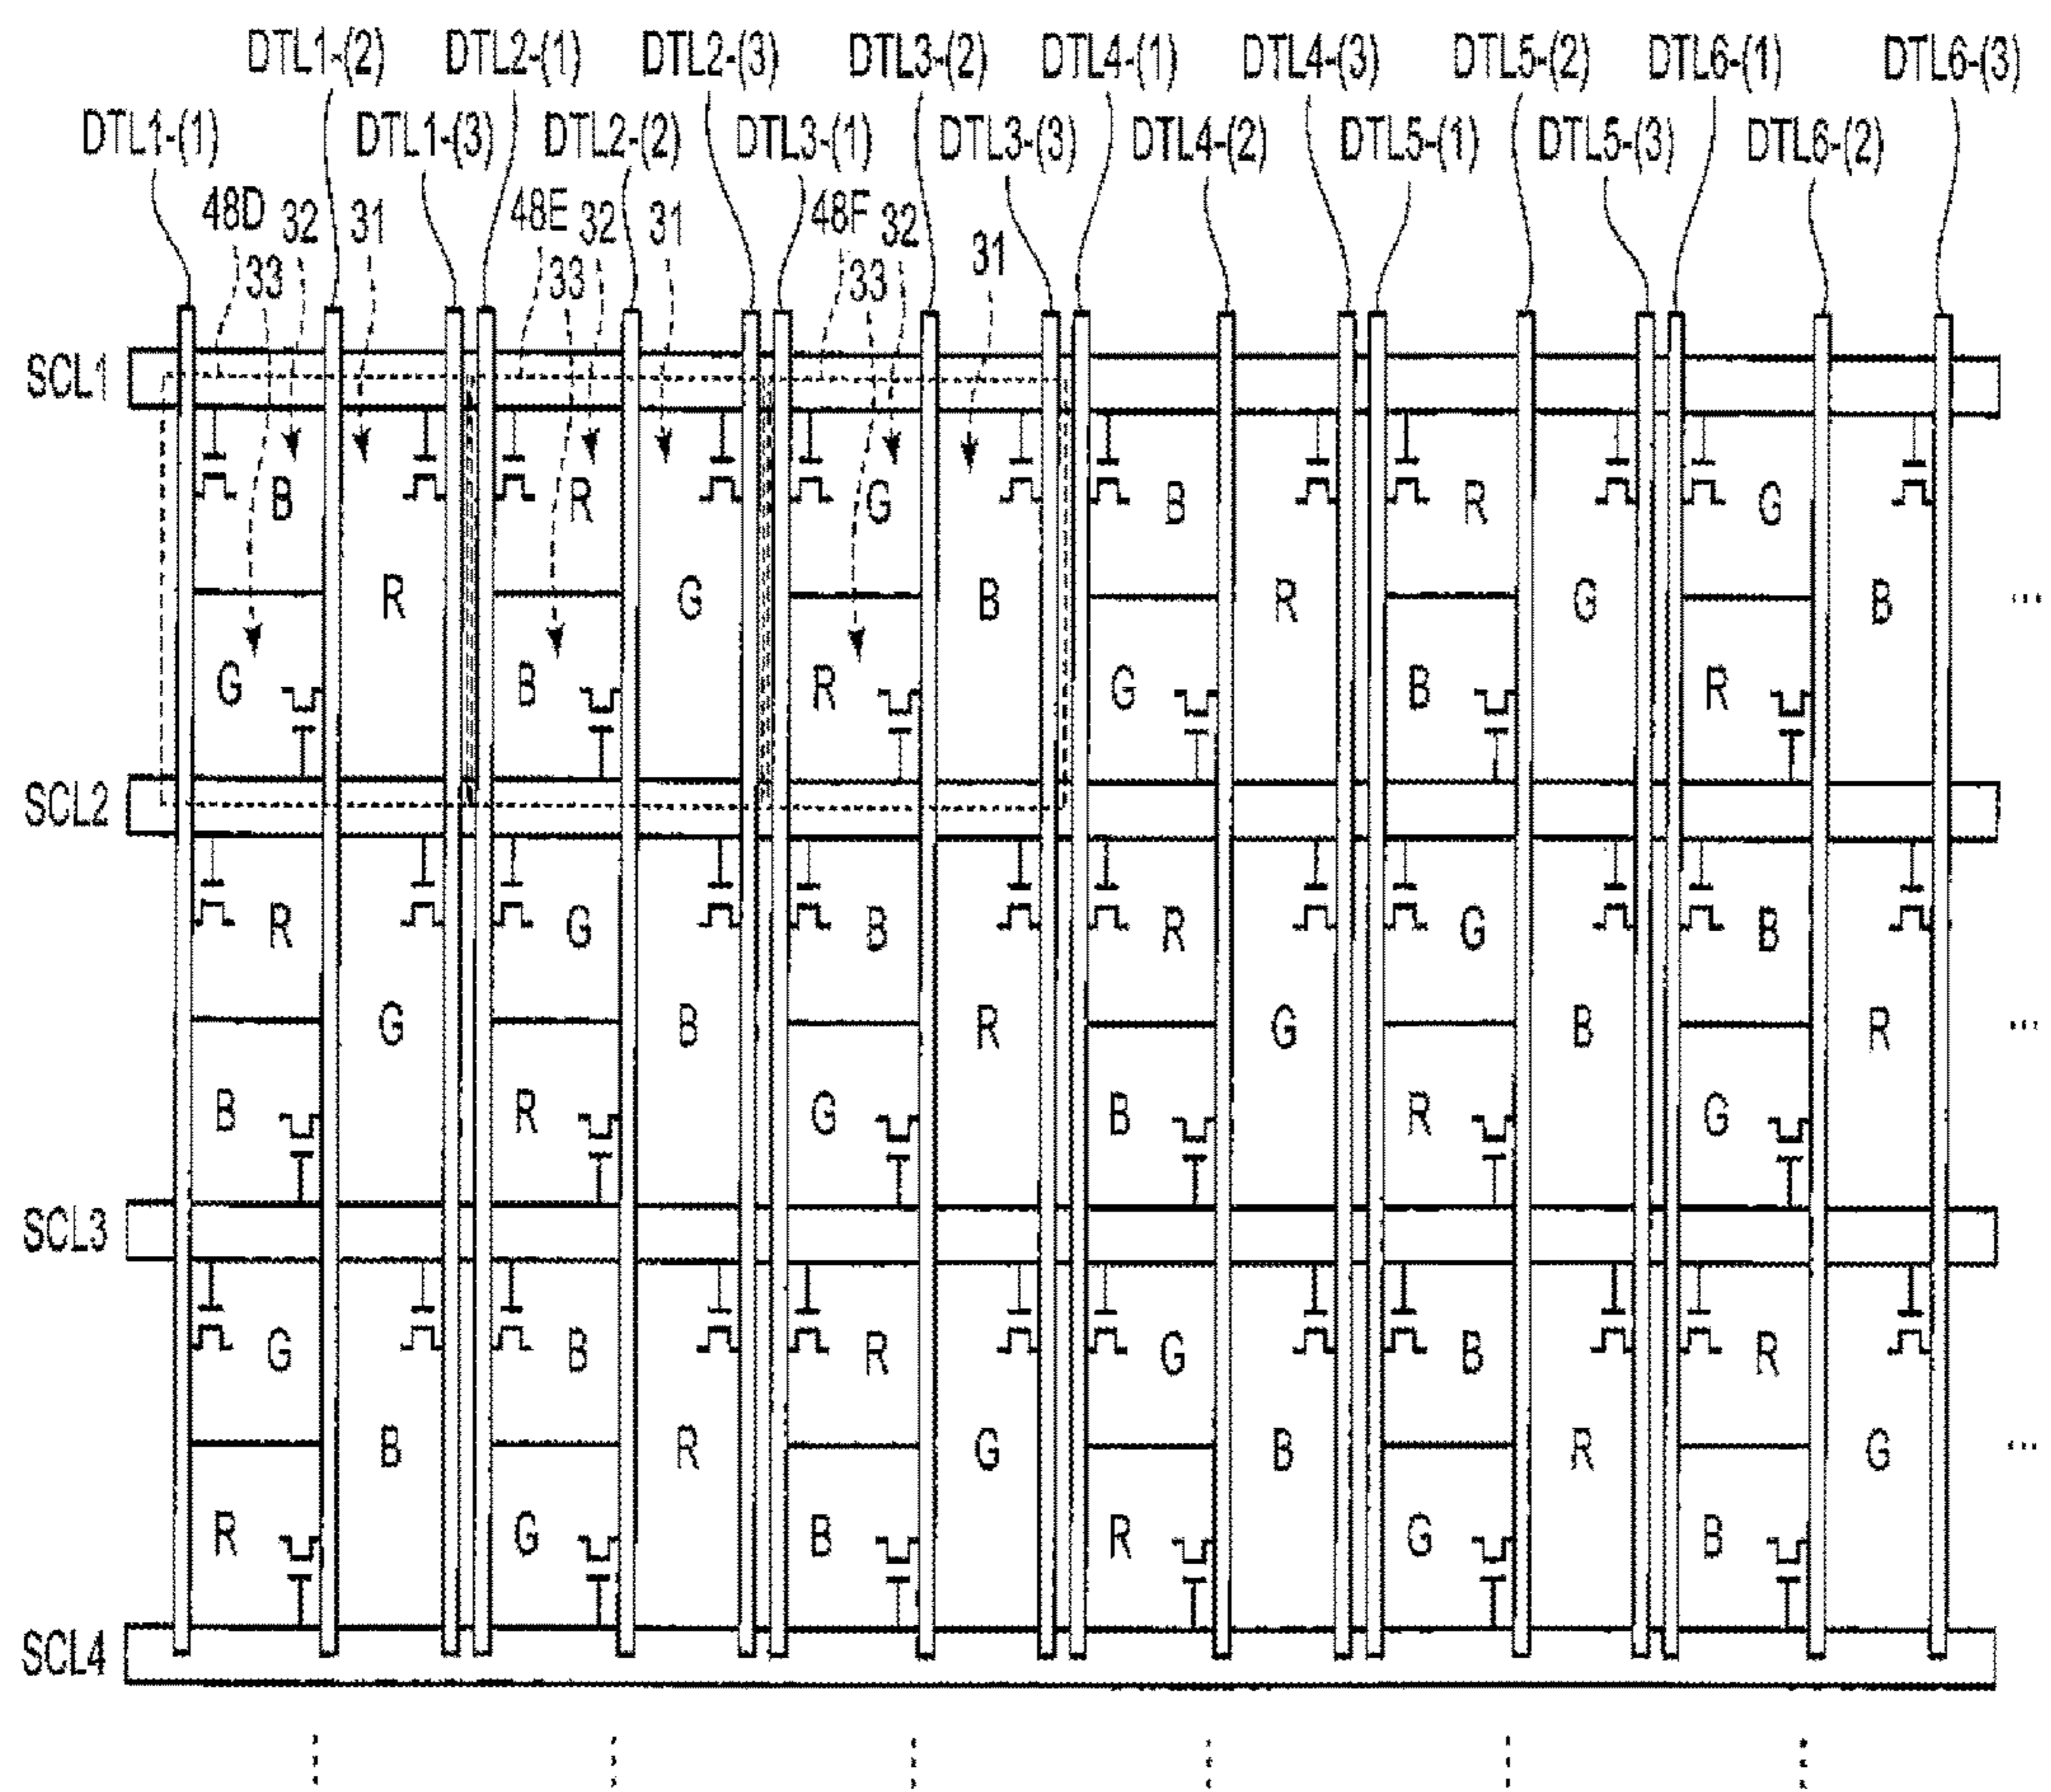 DTL1-(2) DTL2-(1) DTL2-(3) DTL3-(2) DTL4-(1) DTL4-(3) DTL5-(2) DTL6-(1) DTL6-(3)
DTL1-(1) DTL1-(3) DTL2-(2) DTL3-(1) DTL3-(3) DTL4-(2) DTL5-(1) DTL5-(3) DTL6-(2)
48D 32 31 48E 32 31 48F 32 31
33 33 33
SCL1
B R G B R G
R G B R G B ...
G B R G B R
SCL2
R G B R G B
G B R G B R ...
B R G B R G
SCL3
G B R G B R
B R G B R G ...
R G B R G B
SCL4